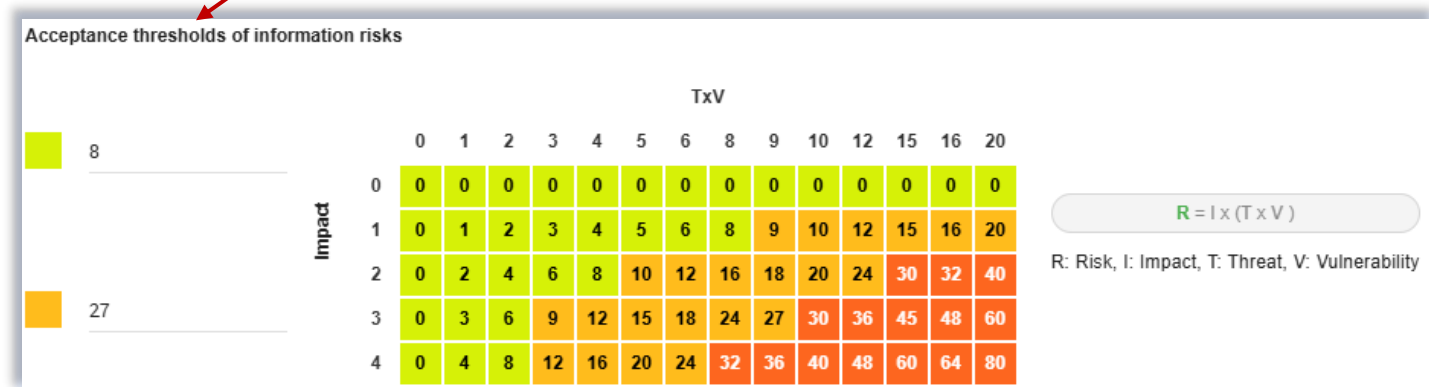 Acceptance thresholds of information risks
TxV
0 1 2 3 4 5 6 8 9 10 12 15 16 20
8
0 0 0 0 0 0 0 0 0 0 0 0 0 0 0
Impact
1 0 1 2 3 4 5 6 8 9 10 12 15 16 20
R = I x (T x V )
2 0 2 4 6 8 10 12 16 18 20 24 30 32 40
R: Risk, I: Impact, T: Threat, V: Vulnerability
27
3 0 3 6 9 12 15 18 24 27 30 36 45 48 60
4 0 4 8 12 16 20 24 32 36 40 48 60 64 80